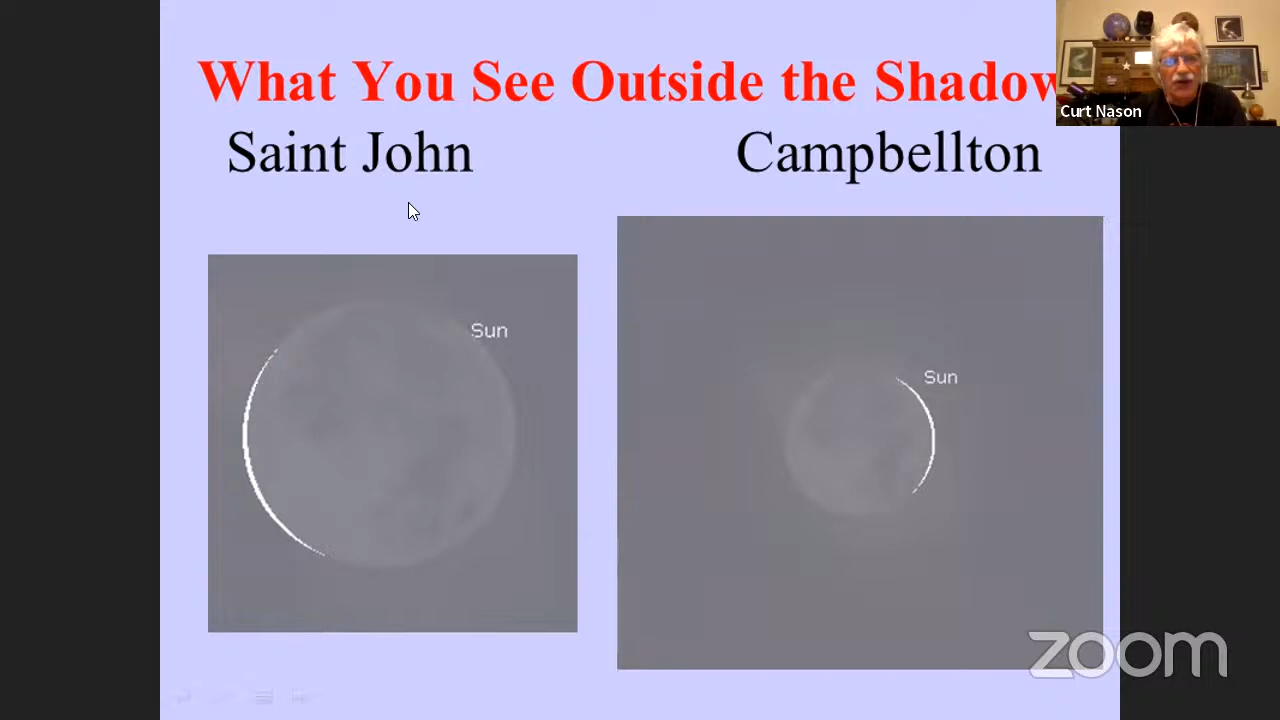 What You See Outside the Shadow
Curt Nason
Saint John
Campbellton
Sun
Sun
zoom